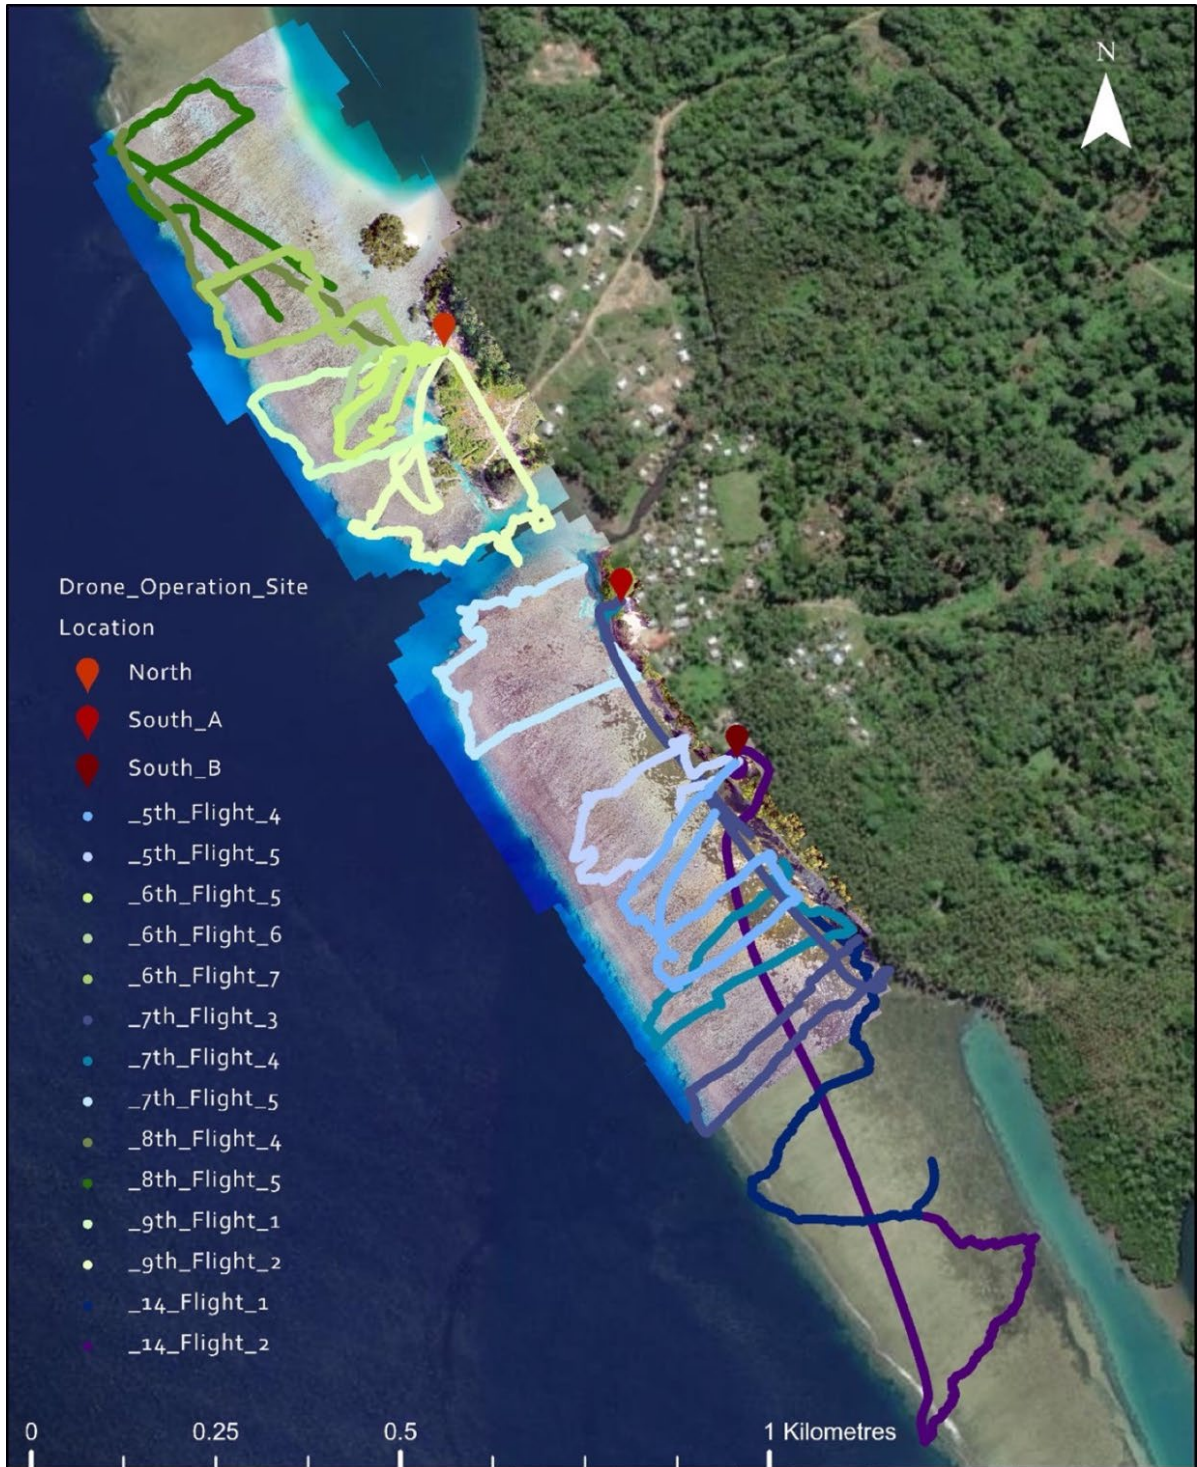 N
Drone_Operation_Site
Location
North
South_A
South_B
_5th_Flight_4
_5th_Flight_5
_6th_Flight_5
_6th_Flight_6
_6th_Flight_7
_7th_Flight_3
_7th_Flight_4
_7th_Flight_5
_8th_Flight_4
_8th_Flight_5
_9th_Flight_1
_9th_Flight_2
_14_Flight_1
_14_Flight_2
0 0.25 0.5 1 Kilometres